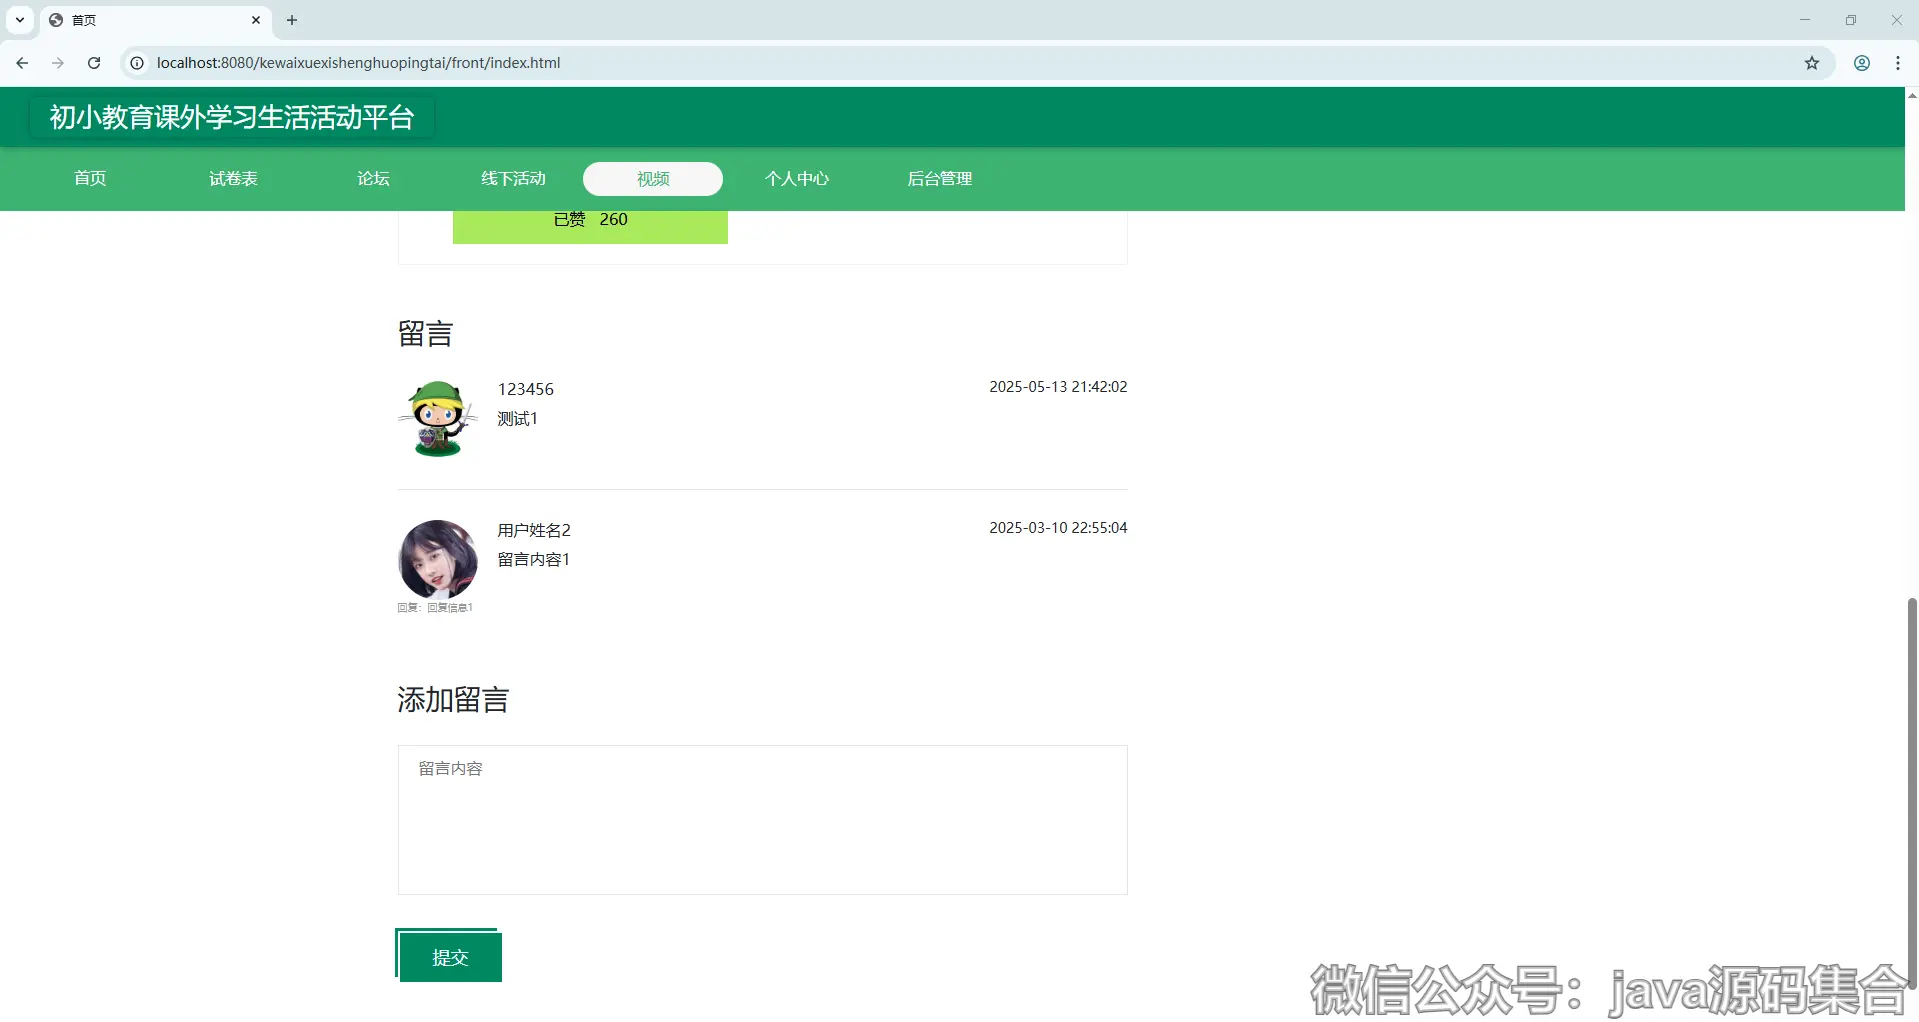 首页
localhost:8080/kewaixuexishenghuopingtai/front/index.html
初小教育课外学习生活活动平台
首页 试卷表 论坛 线下活动 视频 个人中心 后台管理
已赞 260
留言
123456 2025-05-13 21:42:02
测试1
用户姓名2 2025-03-10 22:55:04
留言内容1
回复：回复信息1
添加留言
留言内容
提交
微信公众号：java源码集合